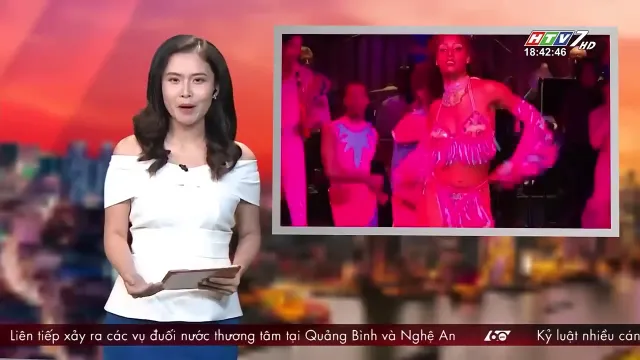 HTV7 HD
18:42:46
Liên tiếp xảy ra các vụ đuối nước thương tâm tại Quảng Bình và Nghệ An
60
Kỷ luật nhiều cán